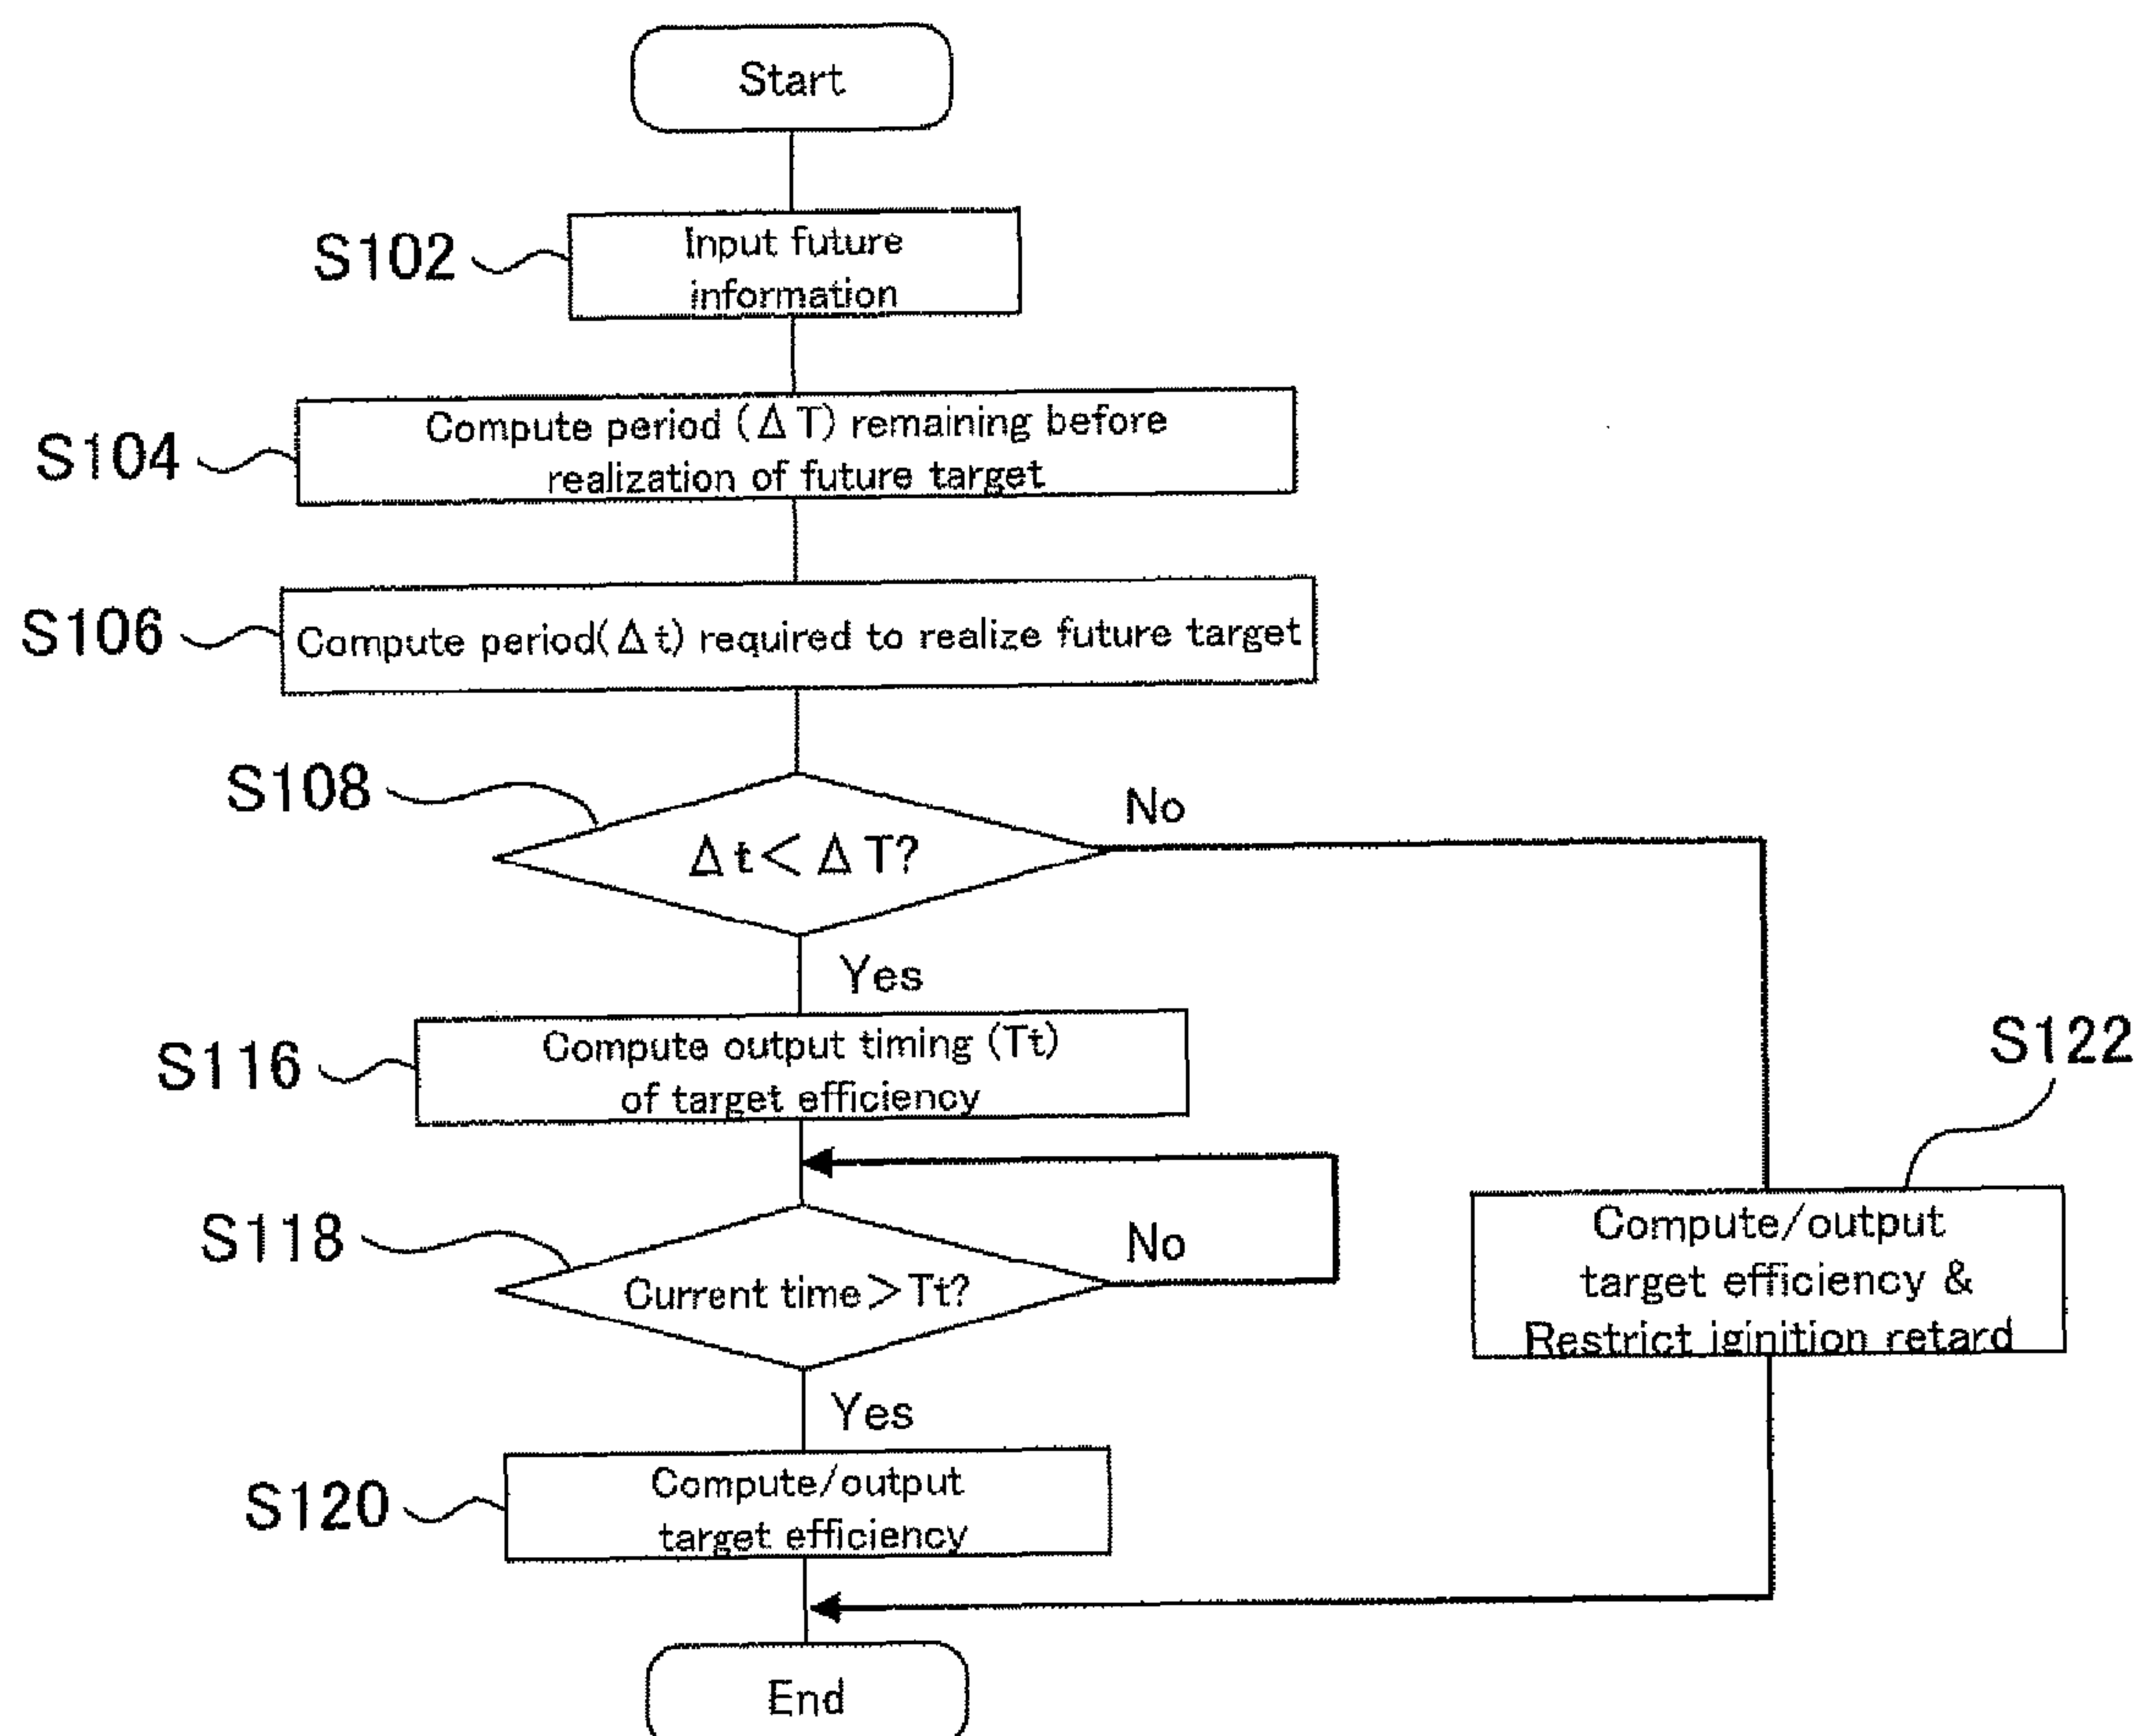 Start
S102
Input future
information
S104
Compute period (ΔT) remaining before
realization of future target
S106
Compute period(Δt) required to realize future target
S108
Δt<ΔT?
No
Yes
S116
Compute output timing (Tt)
of target efficiency
S122
Compute/output
target efficiency &
Restrict iginition retard
S118
Current time>Tt?
No
Yes
S120
Compute/output
target efficiency
End